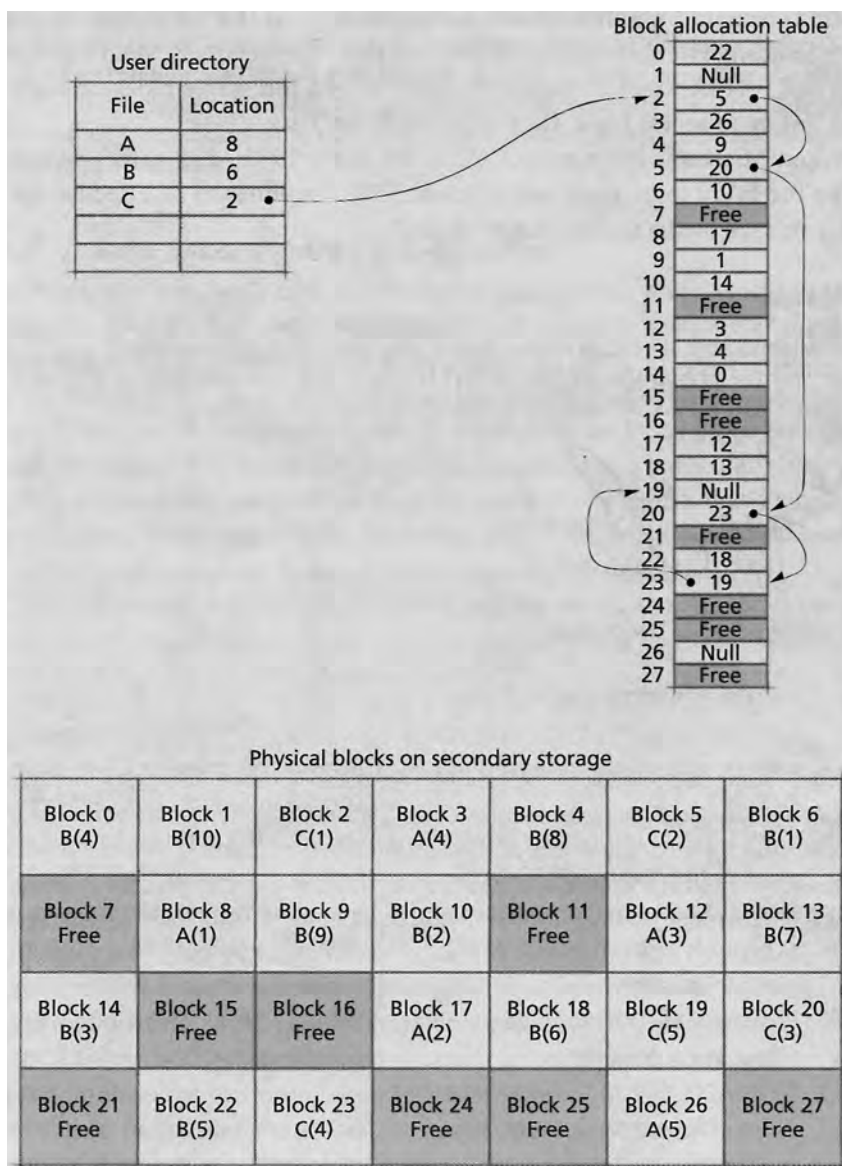 Block allocation table
User directory
File Location
A 8
B 6
C 2
0 22
1 Null
2 5
3 26
4 9
5 20
6 10
7 Free
8 17
9 1
10 14
11 Free
12 3
13 4
14 0
15 Free
16 Free
17 12
18 13
19 Null
20 23
21 Free
22 18
23 19
24 Free
25 Free
26 Null
27 Free
Physical blocks on secondary storage
Block 0 Block 1 Block 2 Block 3 Block 4 Block 5 Block 6
B(4) B(10) C(1) A(4) B(8) C(2) B(1)
Block 7 Block 8 Block 9 Block 10 Block 11 Block 12 Block 13
Free A(1) B(9) B(2) Free A(3) B(7)
Block 14 Block 15 Block 16 Block 17 Block 18 Block 19 Block 20
B(3) Free Free A(2) B(6) C(5) C(3)
Block 21 Block 22 Block 23 Block 24 Block 25 Block 26 Block 27
Free B(5) C(4) Free Free A(5) Free